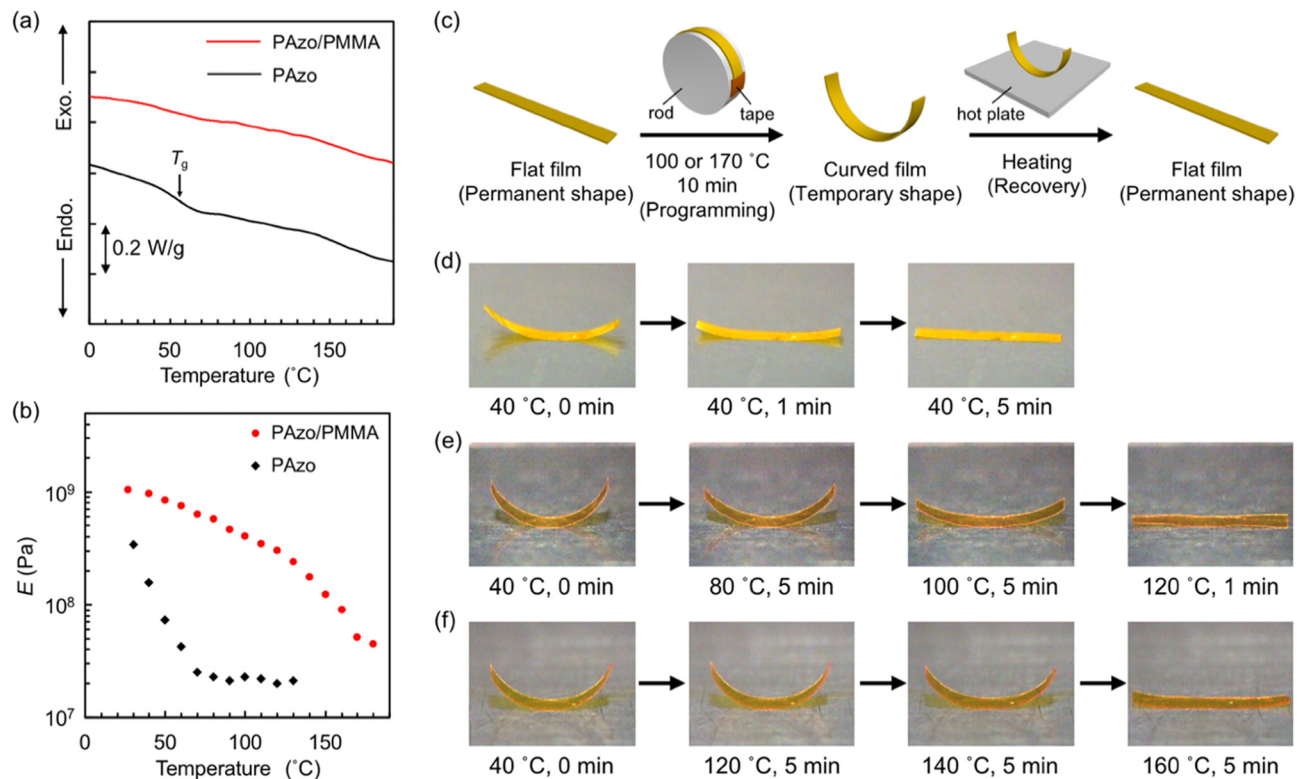 (a)
PAzo/PMMA
PAzo
Exo.
Endo.
Tg
0.2 W/g
0 50 100 150
Temperature (˚C)
(b)
PAzo/PMMA
PAzo
E (Pa)
10⁹
10⁸
10⁷
0 50 100 150
Temperature (˚C)
(c)
rod
tape
hot plate
Flat film
(Permanent shape)
100 or 170 ˚C
10 min
(Programming)
Curved film
(Temporary shape)
Heating
(Recovery)
Flat film
(Permanent shape)
(d)
40 ˚C, 0 min
40 ˚C, 1 min
40 ˚C, 5 min
(e)
40 ˚C, 0 min
80 ˚C, 5 min
100 ˚C, 5 min
120 ˚C, 1 min
(f)
40 ˚C, 0 min
120 ˚C, 5 min
140 ˚C, 5 min
160 ˚C, 5 min